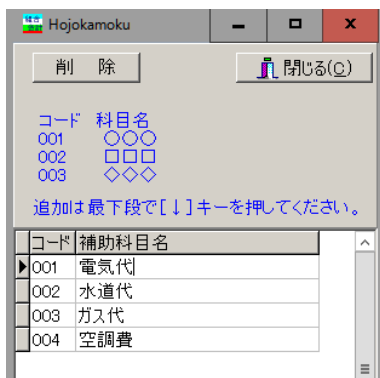 Hojokamoku
削 除 閉じる(C)
コード 科目名
001 ○○○
002 □□□
003 ◇◇◇
追加は最下段で[↓]キーを押してください。
コード 補助科目名
001 電気代
002 水道代
003 ガス代
004 空調費